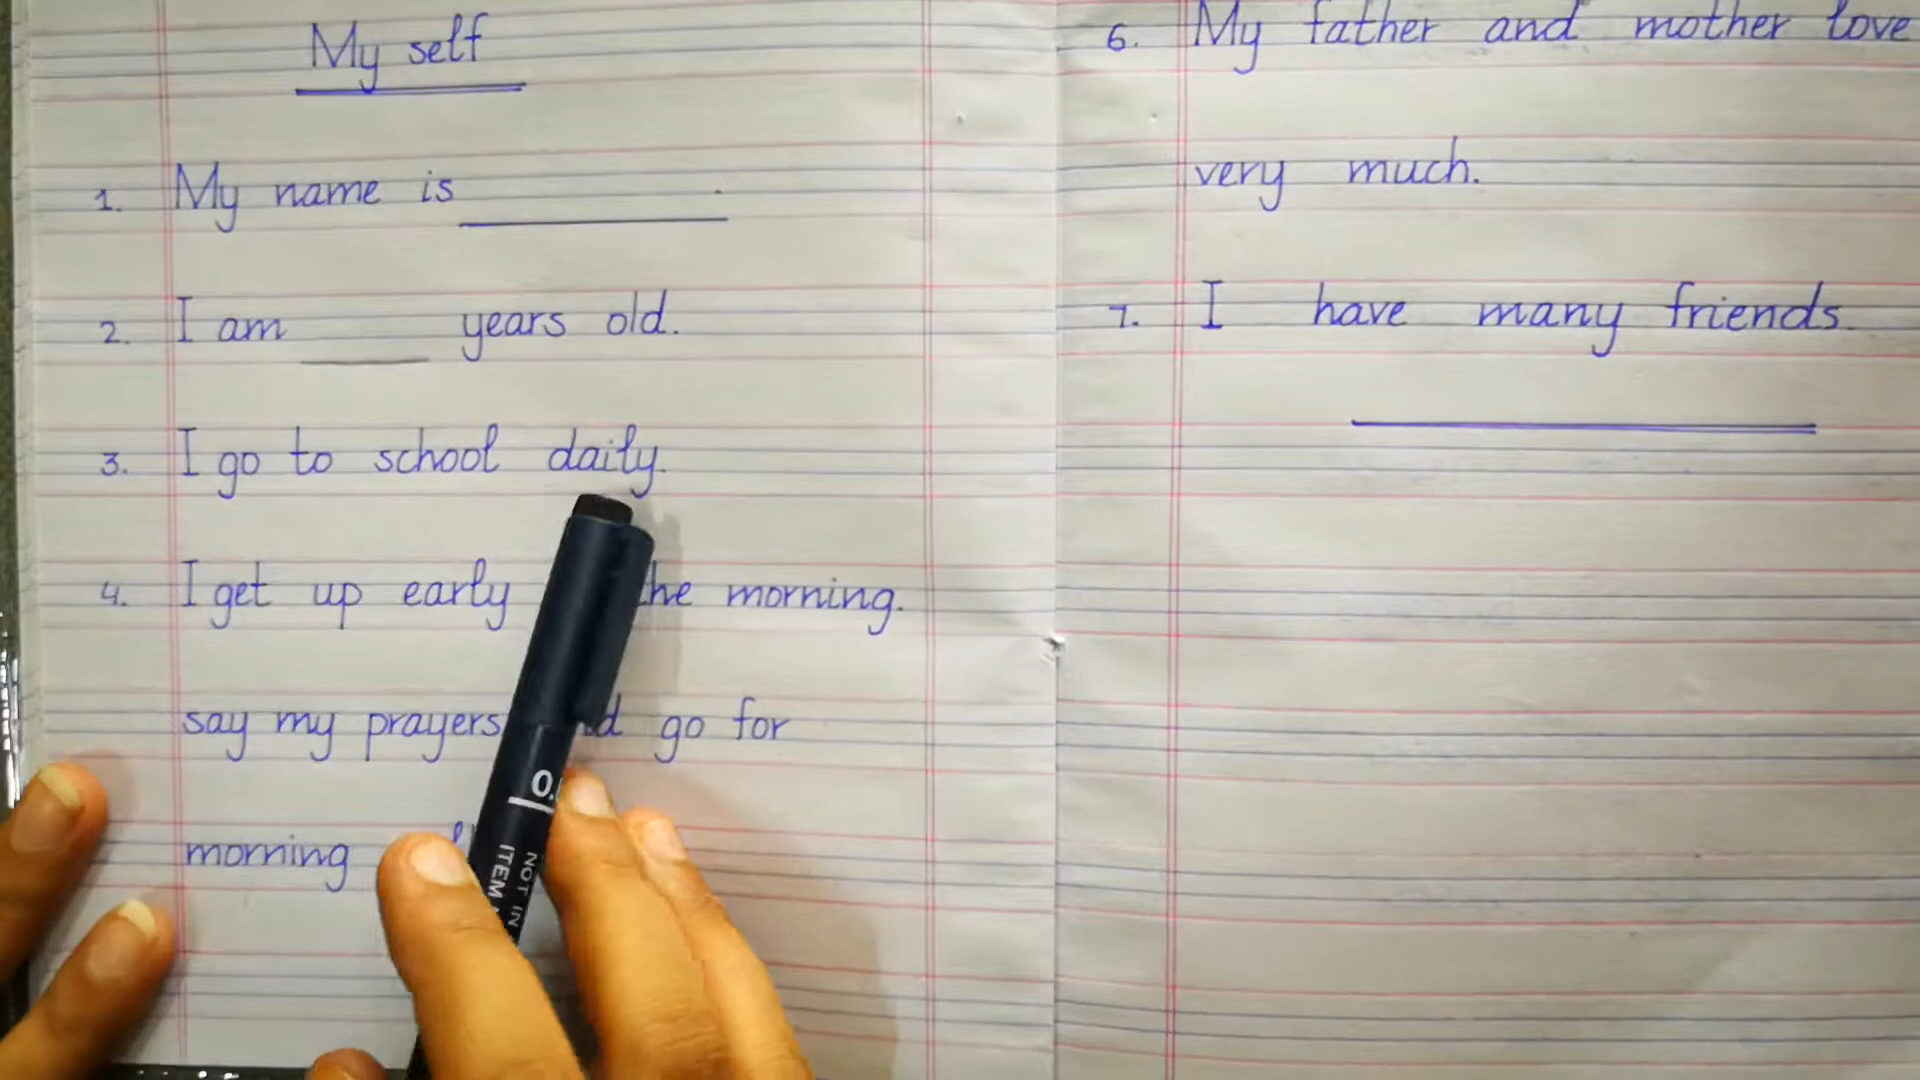 My self
1. My name is ________ .
2. I am ____ years old.
3. I go to school daily.
4. I get up early the morning.
say my prayers go for
morning
6. My father and mother love
very much.
7. I have many friends.
0.
NOT IN
ITEM